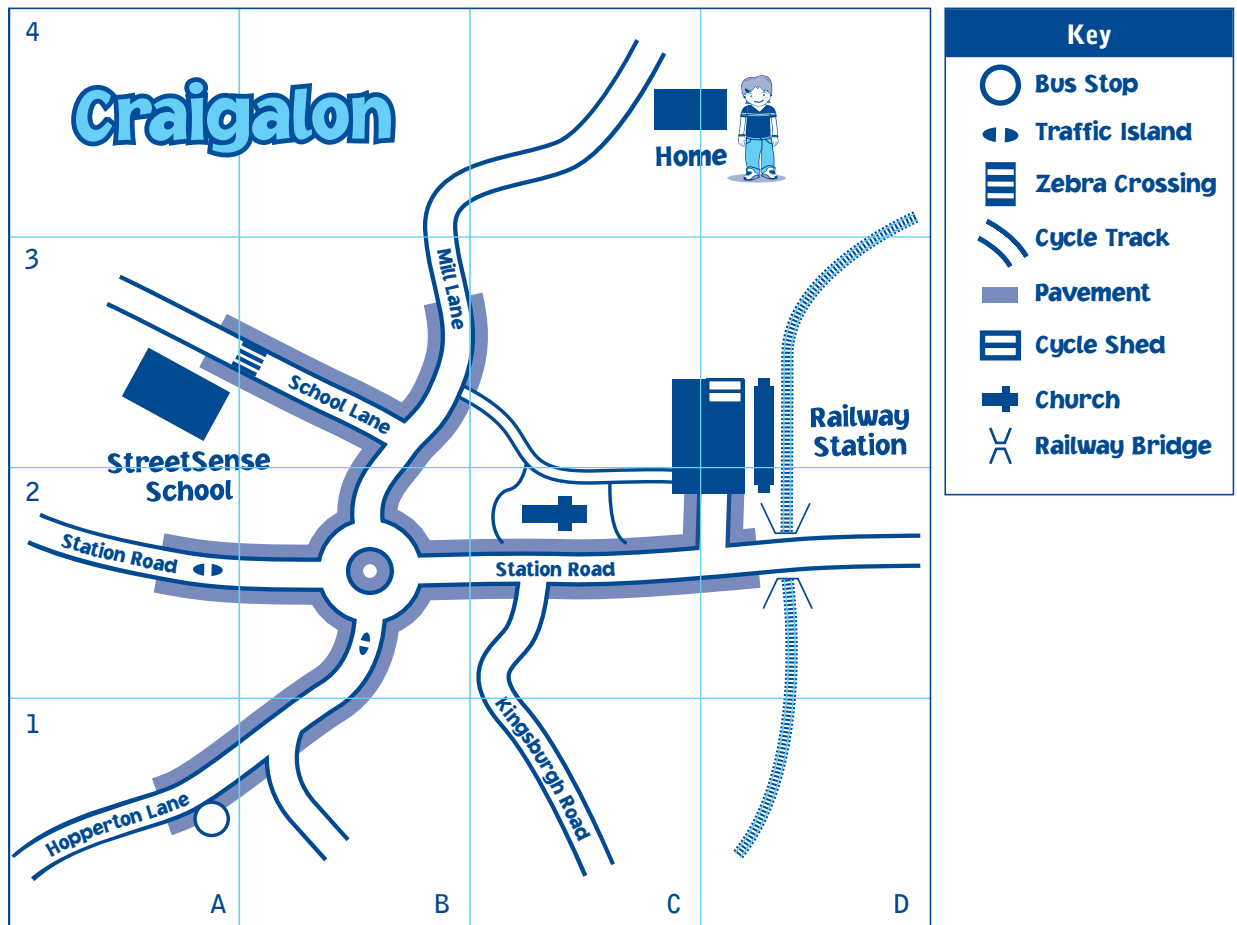 4
Craigalon
Home
3
Mill Lane
School Lane
Railway
Station
StreetSense
School
2
Station Road
Station Road
1
Kingsburgh Road
Hopperton Lane
A
B
C
D
Key
Bus Stop
Traffic Island
Zebra Crossing
Cycle Track
Pavement
Cycle Shed
Church
Railway Bridge